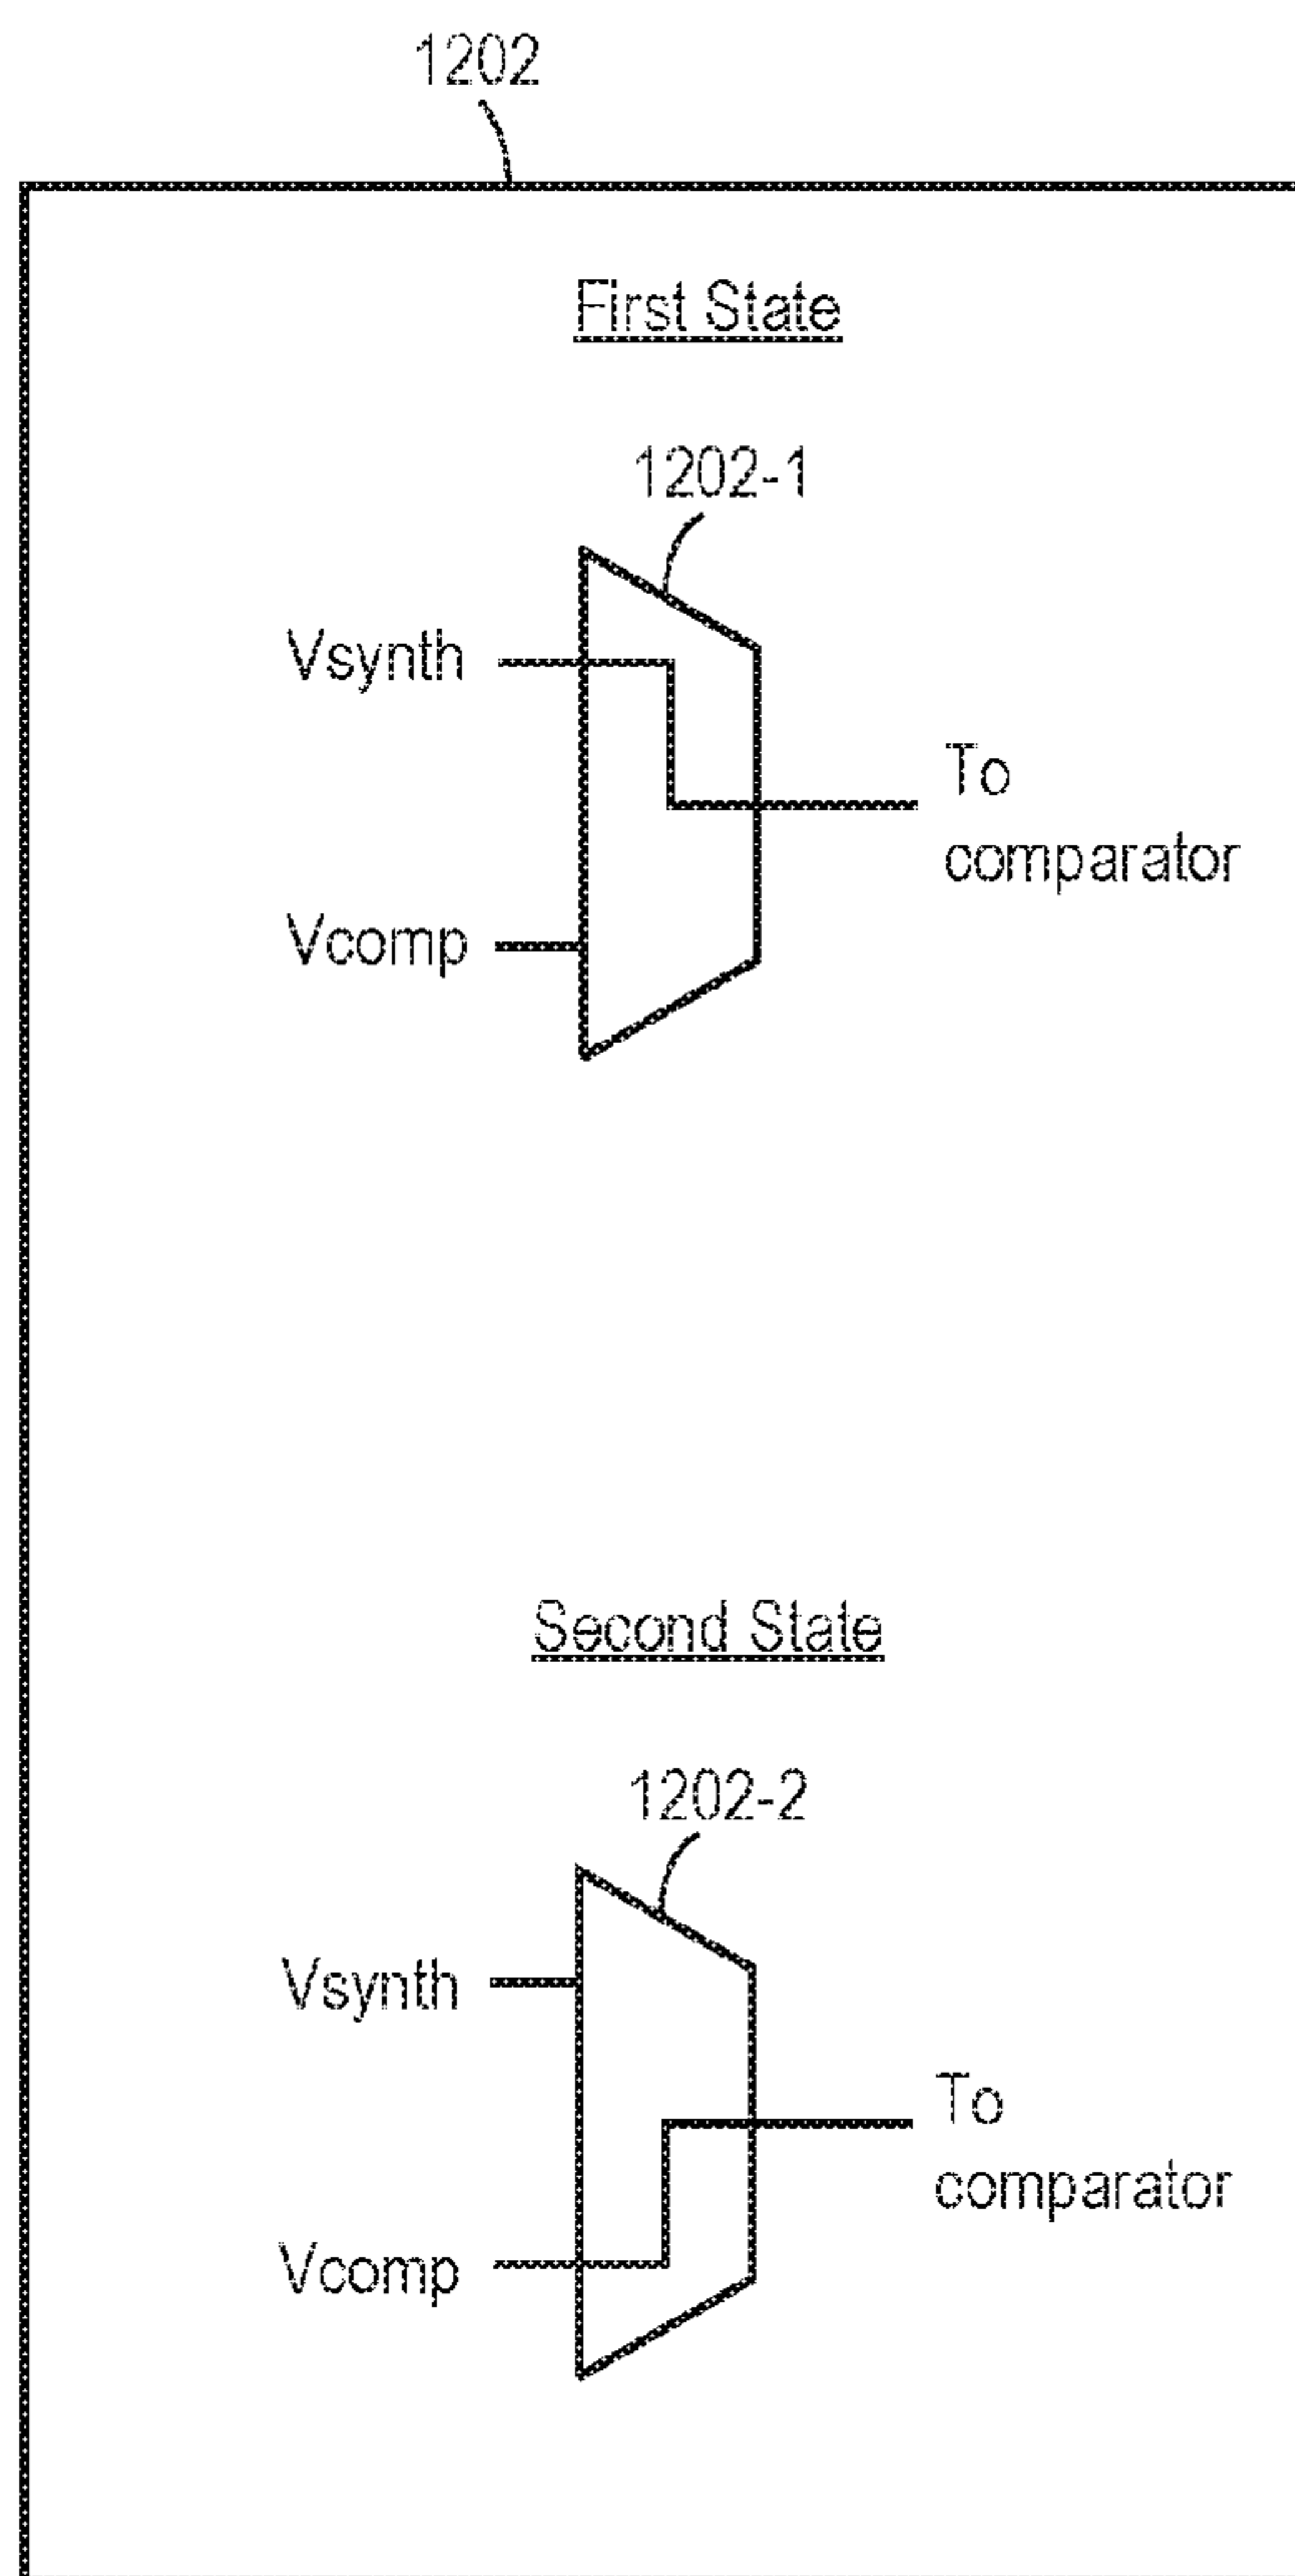 1202
First State
1202-1
Vsynth
To
comparator
Vcomp
Second State
1202-2
Vsynth
To
comparator
Vcomp